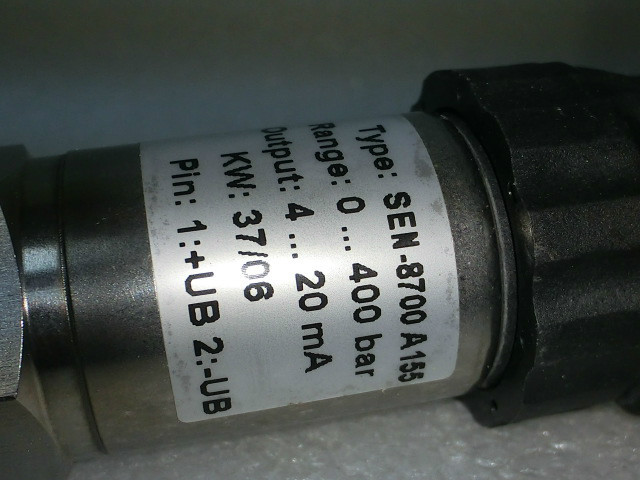 Type: SEN-8700 A155
Range: 0 ... 400 bar
Output: 4 ... 20 mA
KW: 37/06
Pin: 1:+UB 2:-UB